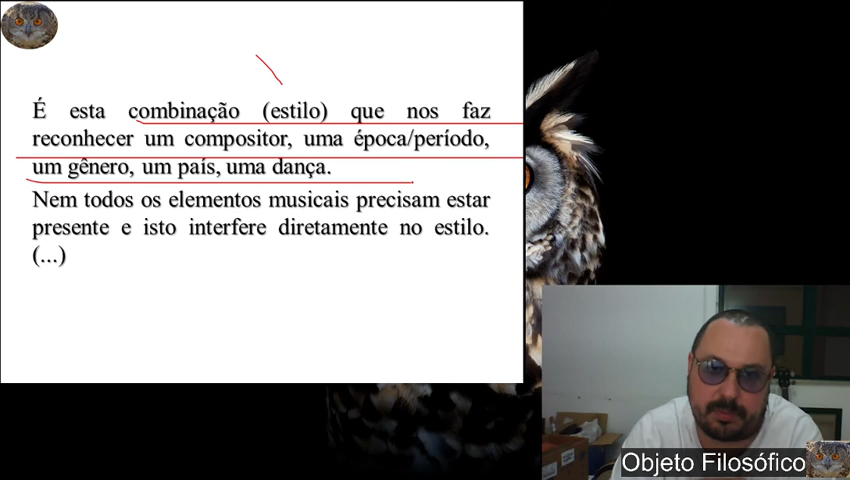 É esta combinação (estilo) que nos faz
reconhecer um compositor, uma época/período,
um gênero, um país, uma dança.
Nem todos os elementos musicais precisam estar
presente e isto interfere diretamente no estilo.
(...)
Objeto Filosófico